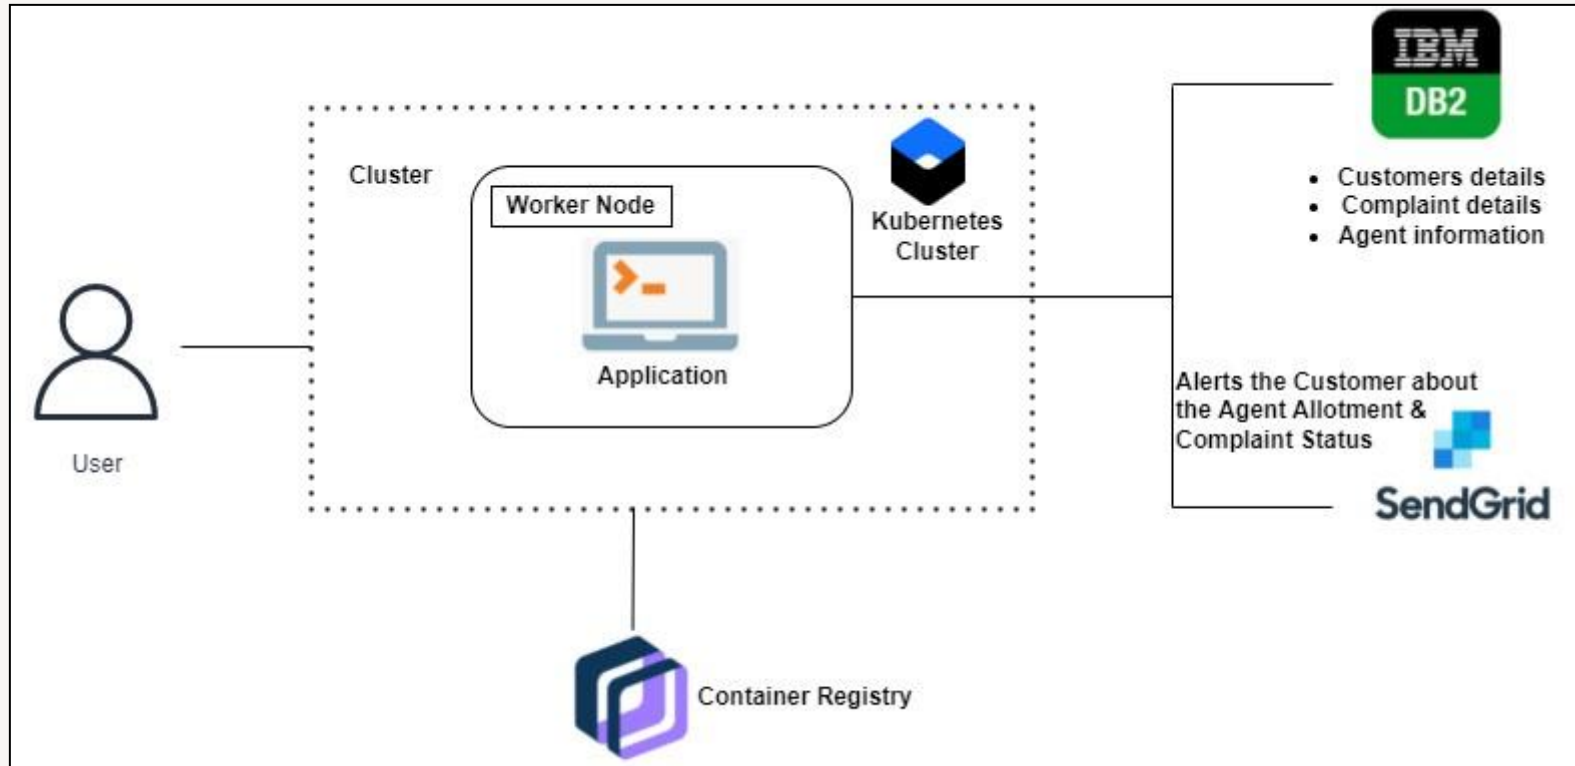 IBM
DB2
Cluster
Worker Node
Kubernetes
Cluster
• Customers details
• Complaint details
• Agent information
Application
Alerts the Customer about
the Agent Allotment &
Complaint Status
User
SendGrid
Container Registry